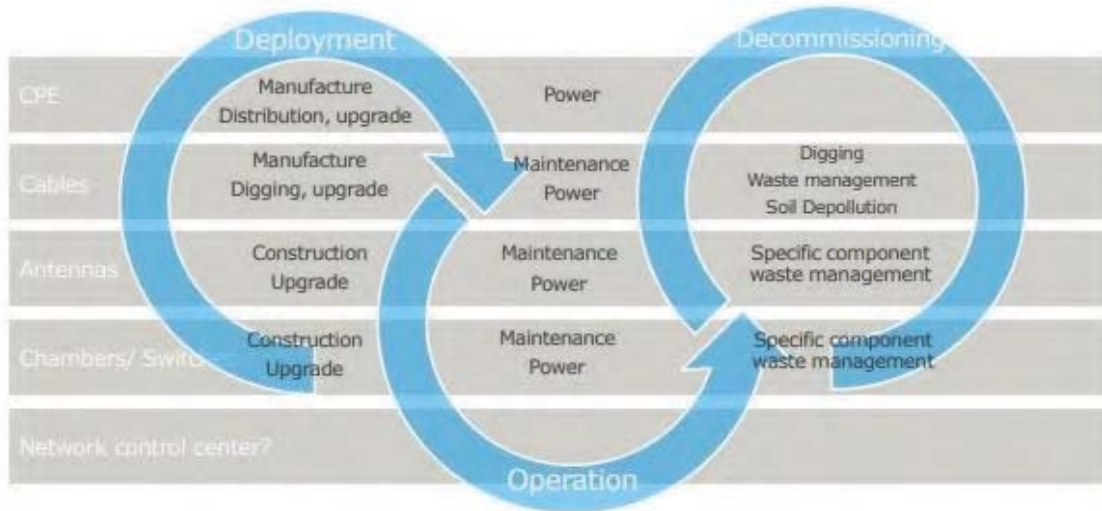 Deployment
Decommissioning
CPE
Manufacture
Distribution, upgrade
Power
Cables
Manufacture
Digging, upgrade
Maintenance
Power
Digging
Waste management
Soil Depollution
Antennas
Construction
Upgrade
Maintenance
Power
Specific component
waste management
Chambers/ Switc
Construction
Upgrade
Maintenance
Power
Specific component
waste management
Network control center?
Operation